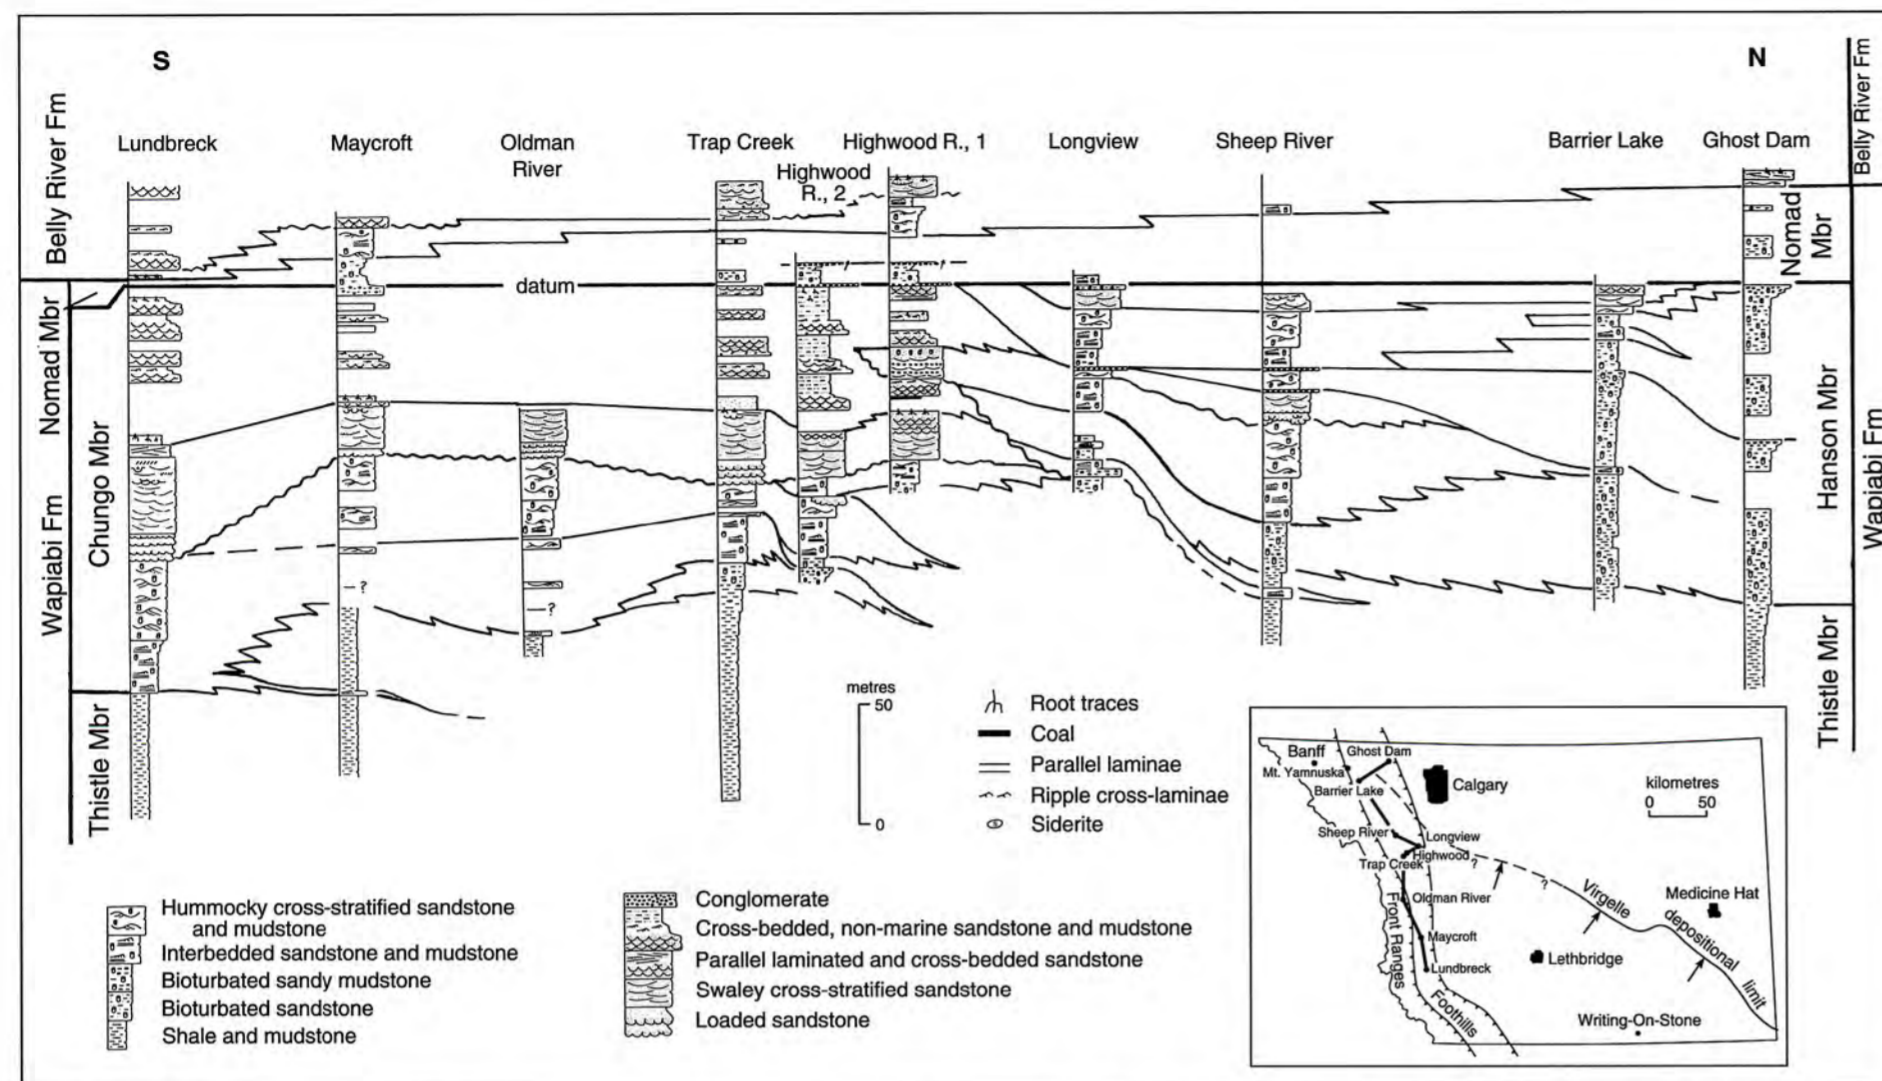 S
N
Lundbreck
Maycroft
Oldman
River
Trap Creek
Highwood R., 1
Highwood
R., 2
Longview
Sheep River
Barrier Lake
Ghost Dam
Belly River Fm
Wapiabi Fm
Nomad Mbr
Chungo Mbr
Thistle Mbr
Belly River Fm
Nomad
Mbr
Hanson Mbr
Wapiabi Fm
Thistle Mbr
datum
?
?
metres
50
0
Root traces
Coal
Parallel laminae
Ripple cross-laminae
Siderite
Hummocky cross-stratified sandstone
and mudstone
Interbedded sandstone and mudstone
Bioturbated sandy mudstone
Bioturbated sandstone
Shale and mudstone
Conglomerate
Cross-bedded, non-marine sandstone and mudstone
Parallel laminated and cross-bedded sandstone
Swaley cross-stratified sandstone
Loaded sandstone
Banff
Ghost Dam
Mt. Yamnuska
Barrier Lake
Calgary
kilometres
0 50
Sheep River
Longview
Highwood
?
Trap Creek
?
Oldman River
Virgelle
depositional
limit
Medicine Hat
Front Ranges
Maycroft
Lethbridge
Lundbreck
Foothills
Writing-On-Stone